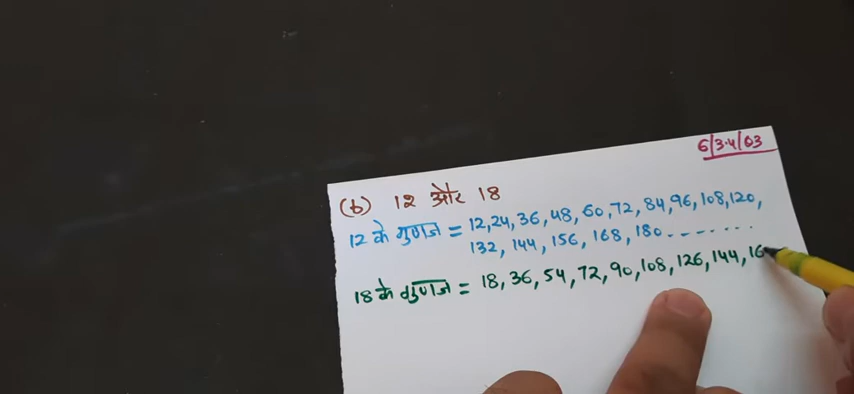 6/3.4/03
(b) 12 और 18
12 के गुणज = 12, 24, 36, 48, 60, 72, 84, 96, 108, 120,
132, 144, 156, 168, 180 - - - - . . .
18 के गुणज = 18, 36, 54, 72, 90, 108, 126, 144, 16